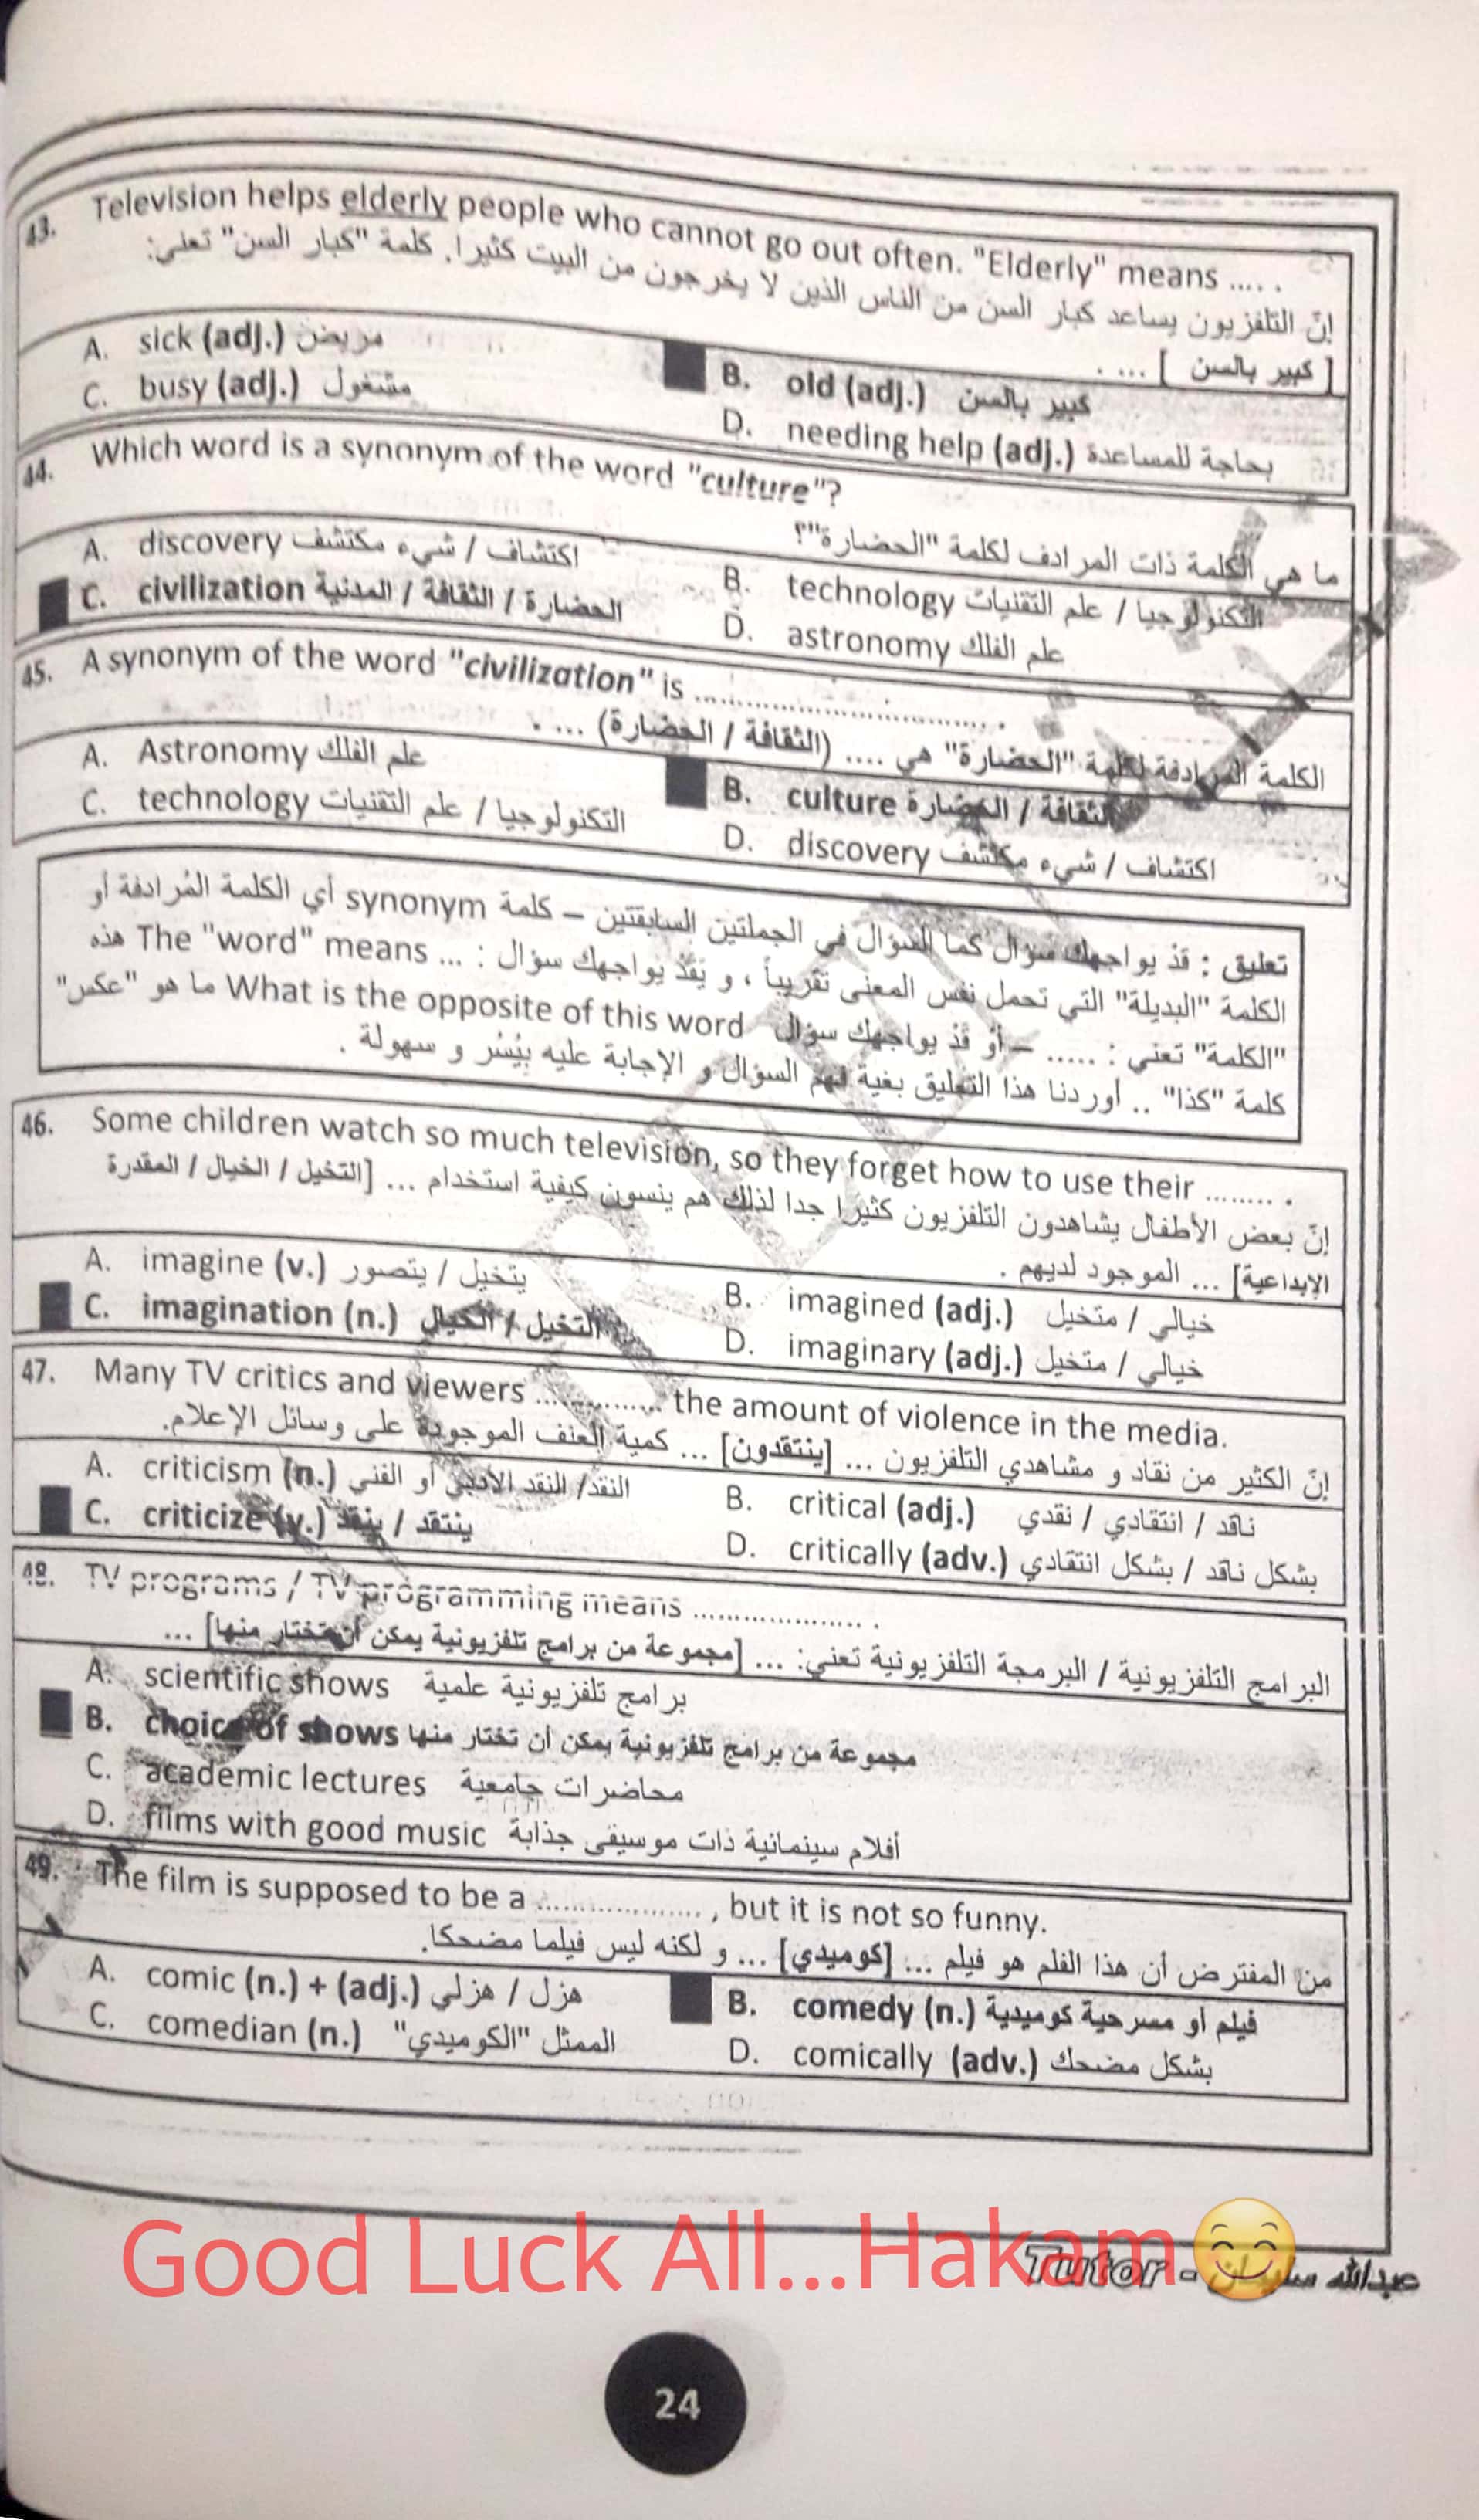 43. Television helps elderly people who cannot go out often. "Elderly" means ..... .
إنّ التلفزيون يساعد كبار السن من الناس الذين لا يخرجون من البيت كثيرا. كلمة "كبار السن" تعني:
[ كبير بالسن ] ... .
A. sick (adj.) مريض
B. old (adj.) كبير بالسن
C. busy (adj.) مشغول
D. needing help (adj.) بحاجة للمساعدة
44. Which word is a synonym of the word "culture"?
ما هي الكلمة ذات المرادف لكلمة "الحضارة"؟
A. discovery اكتشاف / شيء مكتشف
B. technology التكنولوجيا / علم التقنيات
C. civilization الحضارة / الثقافة / المدنية
D. astronomy علم الفلك
45. A synonym of the word "civilization" is ................................ .
الكلمة المرادفة لكلمة "الحضارة" هي .... (الثقافة / الحضارة) ... .
A. Astronomy علم الفلك
B. culture الثقافة / الحضارة
C. technology التكنولوجيا / علم التقنيات
D. discovery اكتشاف / شيء مكتشف
تعليق : قد يواجهك سؤال كما السؤال في الجملتين السابقتين – كلمة synonym أي الكلمة المُرادفة أو
الكلمة "البديلة" التي تحمل نفس المعنى تقريباً ، و يَقَدْ يواجهك سؤال : ... The "word" means هذه
"الكلمة" تعني : ..... – أو قد يواجهك سؤال What is the opposite of this word ما هو "عكس"
كلمة "كذا" .. أوردنا هذا التعليق بغية فهم السؤال و الإجابة عليه بيُسْر و سهولة .
46. Some children watch so much television, so they forget how to use their ........ .
إنّ بعض الأطفال يشاهدون التلفزيون كثيرا جدا لذلك هم ينسون كيفية استخدام ... [التخيل / الخيال / المقدرة
الإبداعية] ... الموجود لديهم .
A. imagine (v.) يتخيل / يتصور
B. imagined (adj.) خيالي / متخيل
C. imagination (n.) التخيل / الخيال
D. imaginary (adj.) خيالي / متخيل
47. Many TV critics and viewers .............. the amount of violence in the media.
إنّ الكثير من نقاد و مشاهدي التلفزيون ... [ينتقدون] ... كمية العنف الموجودة على وسائل الإعلام.
A. criticism (n.) النقد/ النقد الأدبي أو الفني
B. critical (adj.) ناقد / انتقادي / نقدي
C. criticize (v.) ينتقد / ينقد
D. critically (adv.) بشكل ناقد / بشكل انتقادي
48. TV programs / TV programming means .................... .
البرامج التلفزيونية / البرمجة التلفزيونية تعني: ... [مجموعة من برامج تلفزيونية يمكن أن تختار منها] ...
A. scientific shows برامج تلفزيونية علمية
B. choice of shows مجموعة من برامج تلفزيونية يمكن ان تختار منها
C. academic lectures محاضرات جامعية
D. films with good music أفلام سينمائية ذات موسيقى جذابة
49. The film is supposed to be a ................... , but it is not so funny.
من المفترض أن هذا الفلم هو فيلم ... [كوميدي] ... و لكنه ليس فيلما مضحكا.
A. comic (n.) + (adj.) هزل / هزلي
B. comedy (n.) فيلم أو مسرحية كوميدية
C. comedian (n.) الممثل "الكوميدي"
D. comically (adv.) بشكل مضحك
Good Luck All...Hakam😊
Tutor - عبدالله سليمان
24